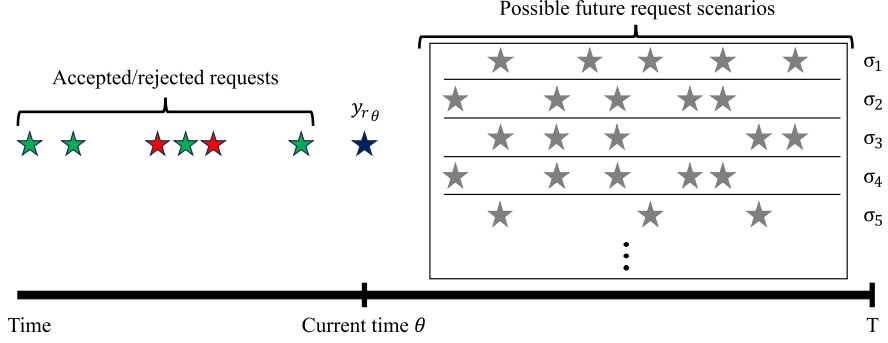 Possible future request scenarios
Accepted/rejected requests
y_{r_θ}
σ₁
σ₂
σ₃
σ₄
σ₅
Time
Current time θ
T